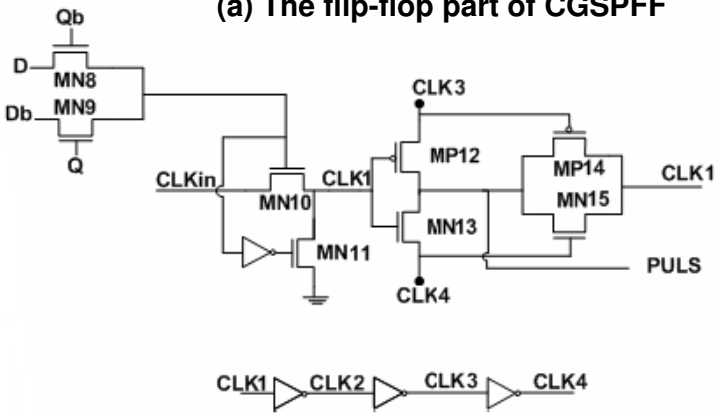 (a) The flip-flop part of CGSPFF
Qb
D
MN8
MN9
Db
Q
CLK3
MP12
MP14
CLKin
CLK1
CLK1
MN10
MN15
MN13
MN11
PULS
CLK4
CLK1 CLK2 CLK3 CLK4